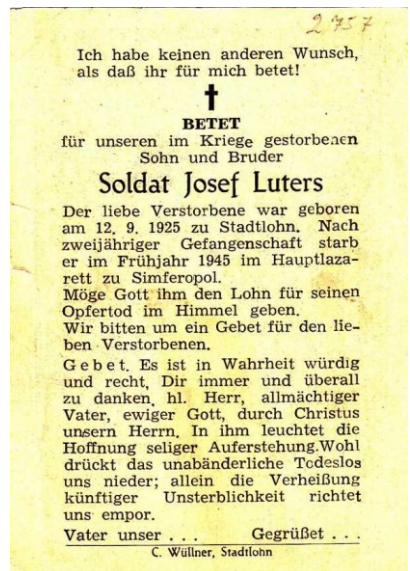 2757
Ich habe keinen anderen Wunsch,
als daß ihr für mich betet!
BETET
für unseren im Kriege gestorbenen
Sohn und Bruder
Soldat Josef Luters
Der liebe Verstorbene war geboren
am 12. 9. 1925 zu Stadtlohn. Nach
zweijähriger Gefangenschaft starb
er im Frühjahr 1945 im Hauptlaza-
rett zu Simferopol.
Möge Gott ihm den Lohn für seinen
Opfertod im Himmel geben.
Wir bitten um ein Gebet für den lie-
ben Verstorbenen.
Gebet. Es ist in Wahrheit würdig
und recht, Dir immer und überall
zu danken, hl. Herr, allmächtiger
Vater, ewiger Gott, durch Christus
unsern Herrn. In ihm leuchtet die
Hoffnung seliger Auferstehung. Wohl
drückt das unabänderliche Todeslos
uns nieder; allein die Verheißung
künftiger Unsterblichkeit richtet
uns empor.
Vater unser . . . Gegrüßet . . .
C. Wüllner, Stadtlohn